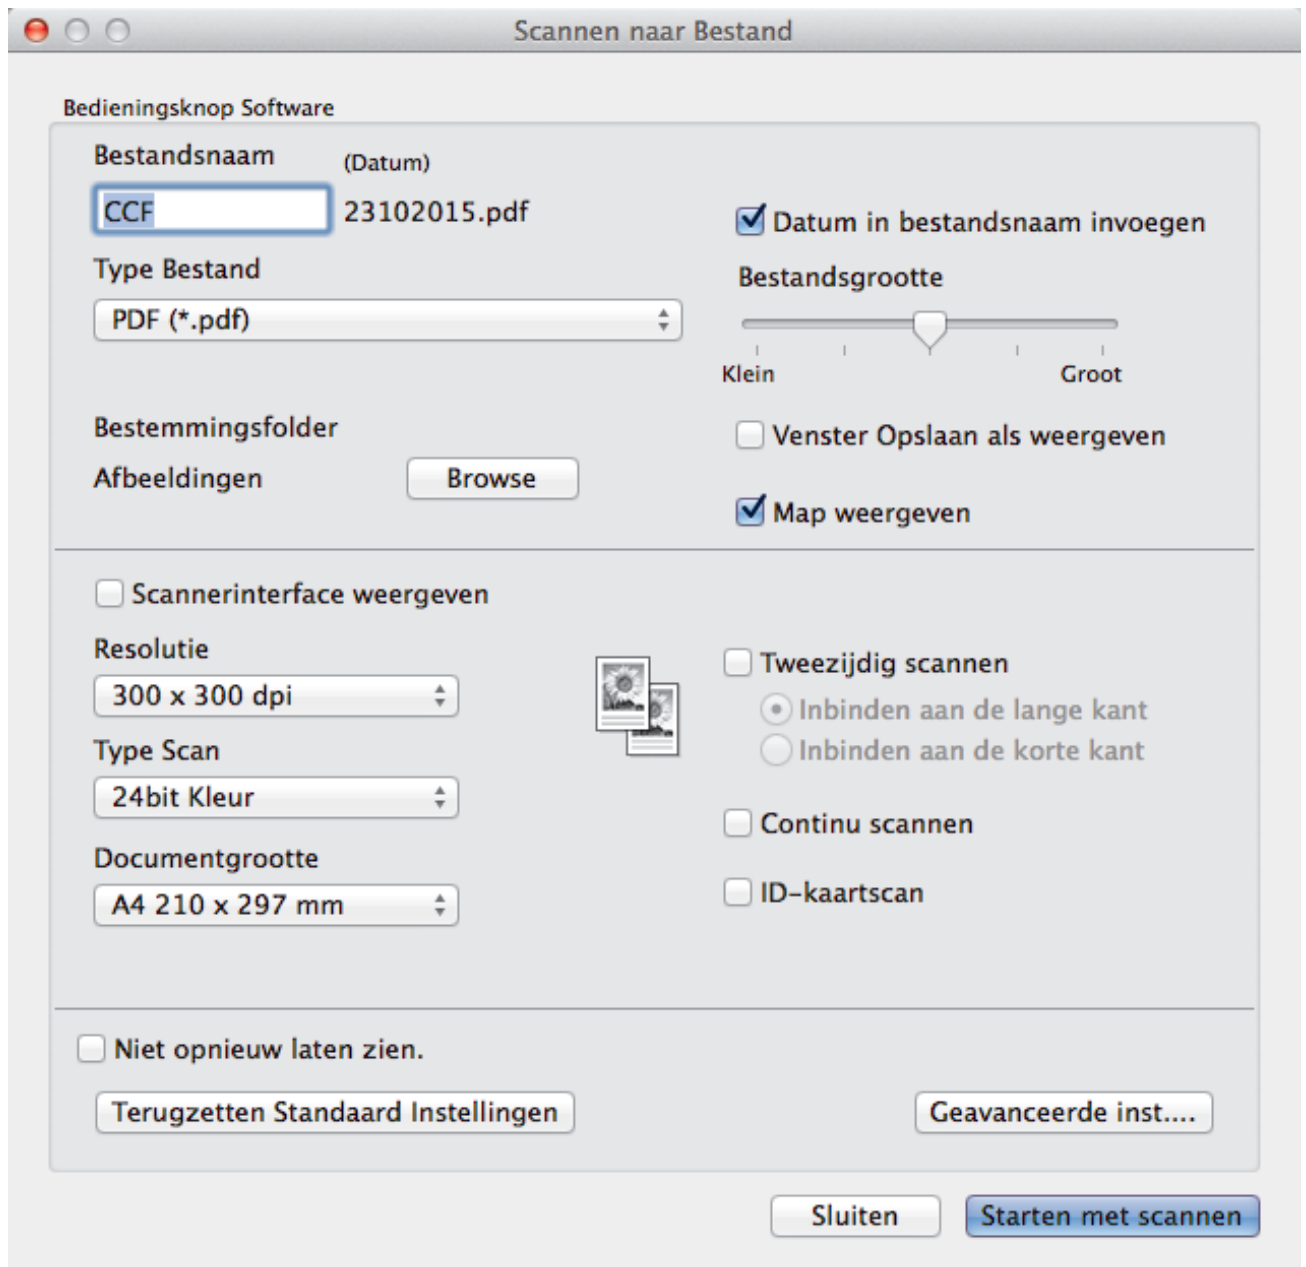 Scannen naar Bestand
Bedieningsknop Software
Bestandsnaam (Datum)
CCF 23102015.pdf
Datum in bestandsnaam invoegen
Type Bestand
Bestandsgrootte
PDF (*.pdf)
Klein Groot
Bestemmingsfolder
Venster Opslaan als weergeven
Afbeeldingen Browse
Map weergeven
Scannerinterface weergeven
Resolutie
Tweezijdig scannen
300 x 300 dpi
Inbinden aan de lange kant
Type Scan
Inbinden aan de korte kant
24bit Kleur
Continu scannen
Documentgrootte
ID-kaartscan
A4 210 x 297 mm
Niet opnieuw laten zien.
Terugzetten Standaard Instellingen Geavanceerde inst....
Sluiten Starten met scannen